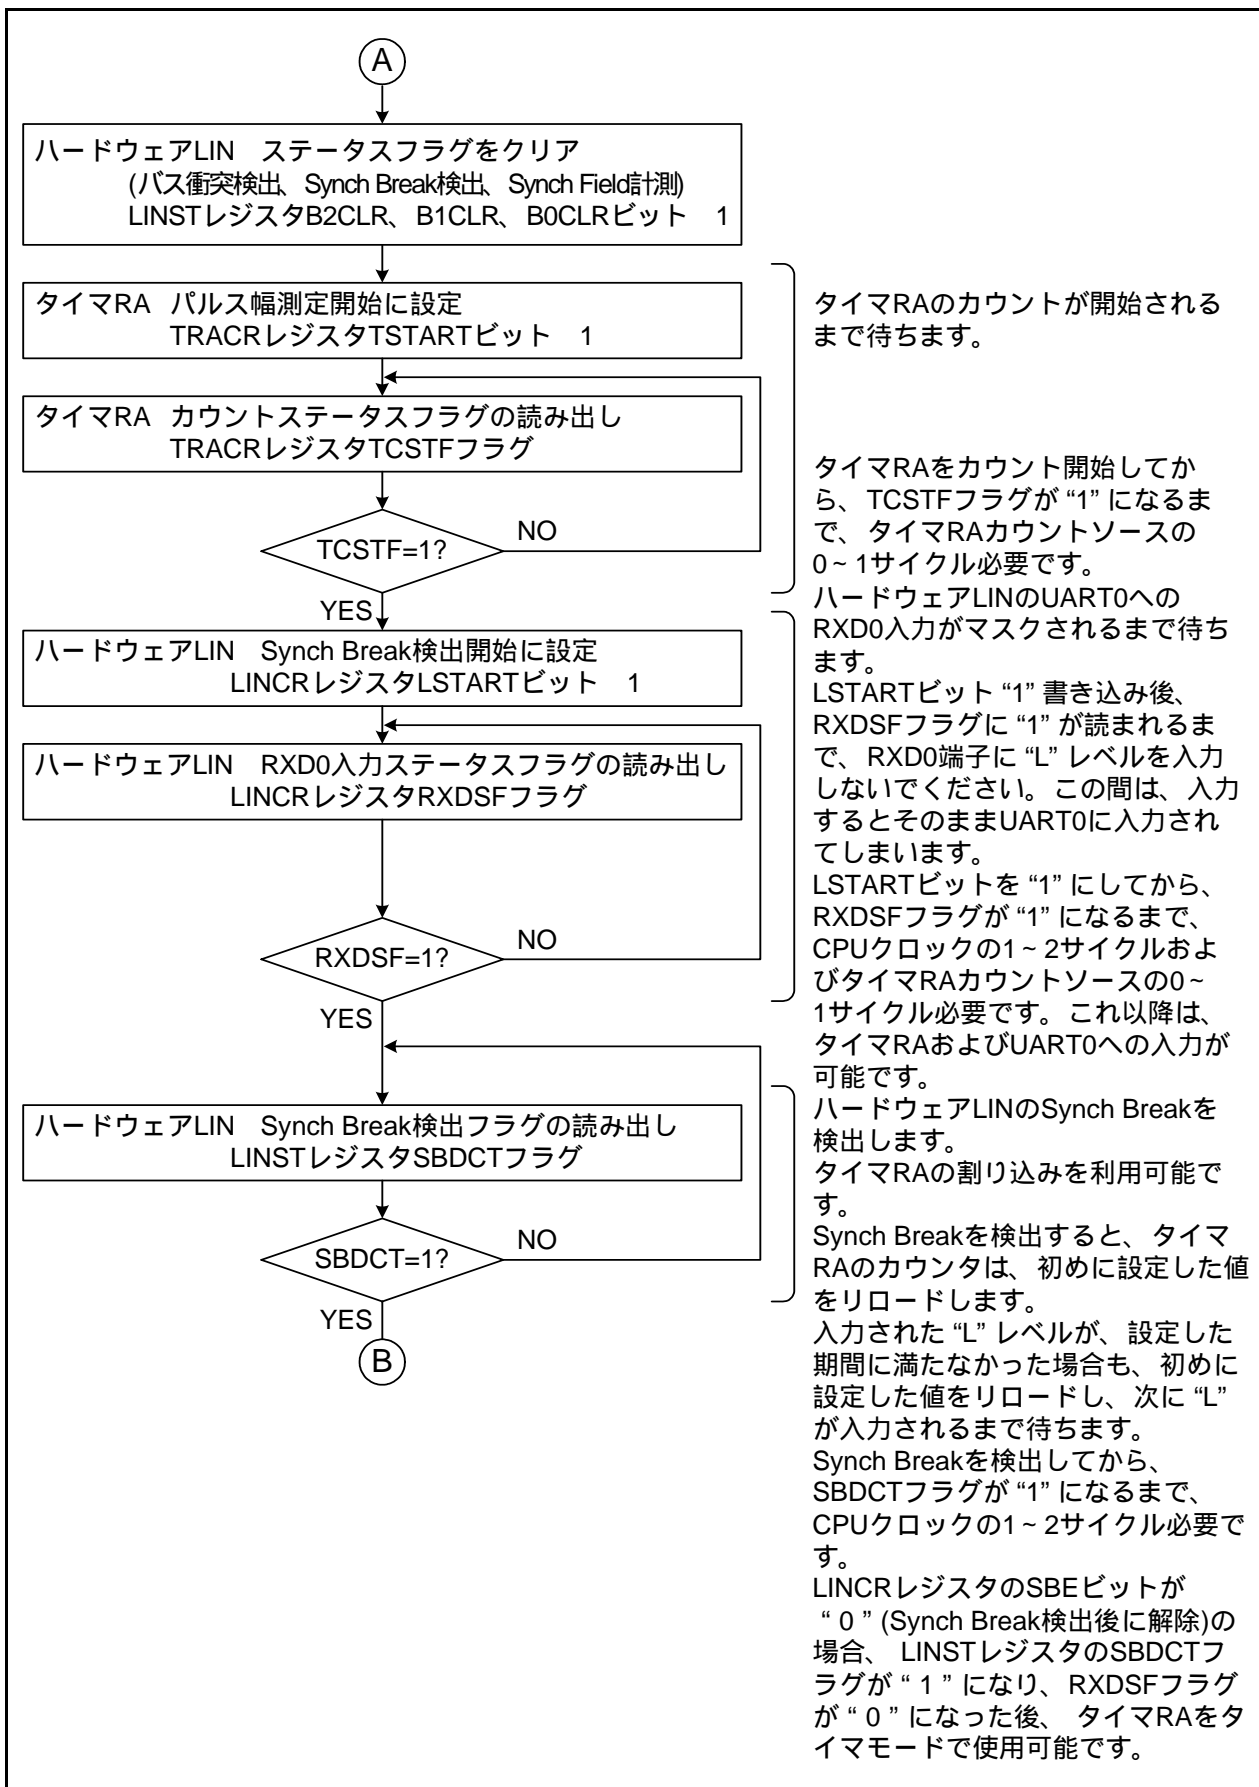 A
ハードウェアLIN ステータスフラグをクリア
(バス衝突検出、Synch Break検出、Synch Field計測)
LINSTレジスタB2CLR、B1CLR、B0CLRビット 1
タイマRA パルス幅測定開始に設定
TRACRレジスタTSTARTビット 1
タイマRA カウントステータスフラグの読み出し
TRACRレジスタTCSTFフラグ
TCSTF=1?
NO
YES
ハードウェアLIN Synch Break検出開始に設定
LINCRレジスタLSTARTビット 1
ハードウェアLIN RXD0入力ステータスフラグの読み出し
LINCRレジスタRXDSFフラグ
RXDSF=1?
NO
YES
ハードウェアLIN Synch Break検出フラグの読み出し
LINSTレジスタSBDCTフラグ
SBDCT=1?
NO
YES
B
タイマRAのカウントが開始される
まで待ちます。
タイマRAをカウント開始してか
ら、TCSTFフラグが “1” になるま
で、タイマRAカウントソースの
0~1サイクル必要です。
ハードウェアLINのUART0への
RXD0入力がマスクされるまで待ち
ます。
LSTARTビット “1” 書き込み後、
RXDSFフラグに “1” が読まれるま
で、RXD0端子に “L” レベルを入力
しないでください。この間は、入力
するとそのままUART0に入力され
てしまいます。
LSTARTビットを “1” にしてから、
RXDSFフラグが “1” になるまで、
CPUクロックの1~2サイクルおよ
びタイマRAカウントソースの0~
1サイクル必要です。これ以降は、
タイマRAおよびUART0への入力が
可能です。
ハードウェアLINのSynch Breakを
検出します。
タイマRAの割り込みを利用可能で
す。
Synch Breakを検出すると、タイマ
RAのカウンタは、初めに設定した値
をリロードします。
入力された “L” レベルが、設定した
期間に満たなかった場合も、初めに
設定した値をリロードし、次に “L”
が入力されるまで待ちます。
Synch Breakを検出してから、
SBDCTフラグが “1” になるまで、
CPUクロックの1~2サイクル必要で
す。
LINCRレジスタのSBEビットが
“ 0 ” (Synch Break検出後に解除)の
場合、 LINSTレジスタのSBDCTフ
ラグが “ 1 ” になり、RXDSFフラグ
が “ 0 ” になった後、 タイマRAをタ
イマモードで使用可能です。